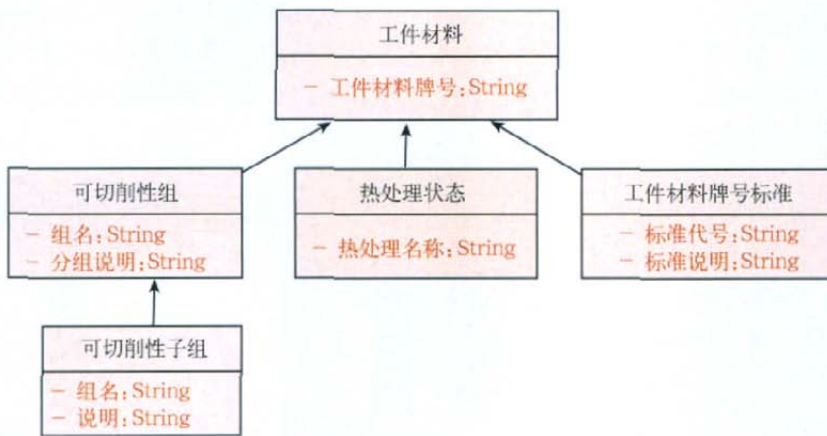 工件材料
- 工件材料牌号:String
可切削性组
- 组名:String
- 分组说明:String
热处理状态
- 热处理名称:String
工件材料牌号标准
- 标准代号:String
- 标准说明:String
可切削性子组
- 组名:String
- 说明:String